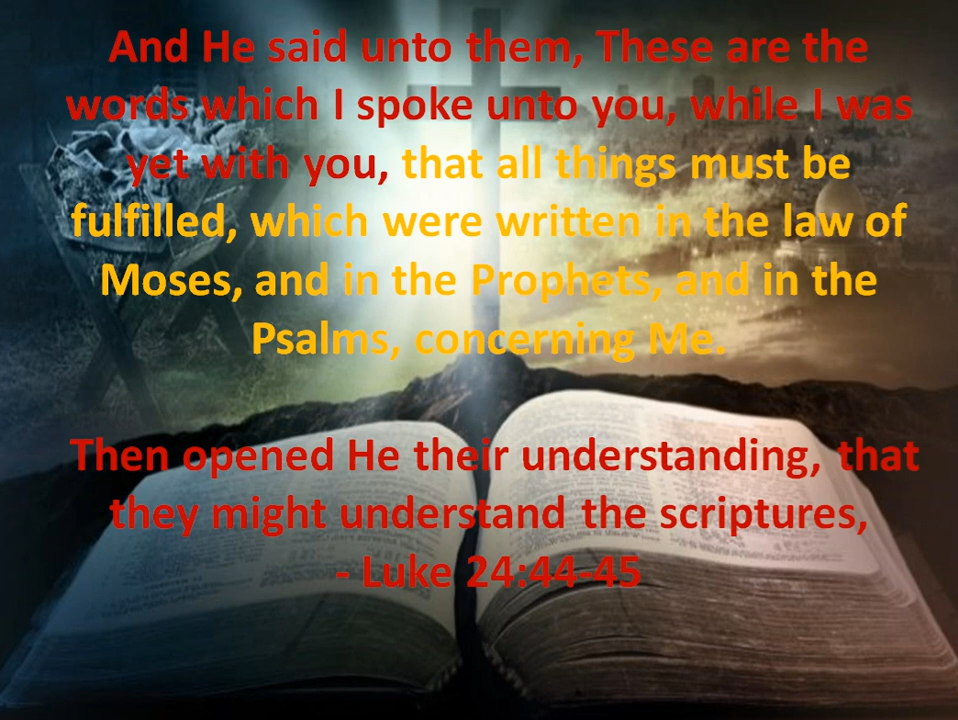 And He said unto them, These are the
words which I spoke unto you, while I was
yet with you, that all things must be
fulfilled, which were written in the law of
Moses, and in the Prophets, and in the
Psalms, concerning Me.
Then opened He their understanding, that
they might understand the scriptures,
- Luke 24:44-45